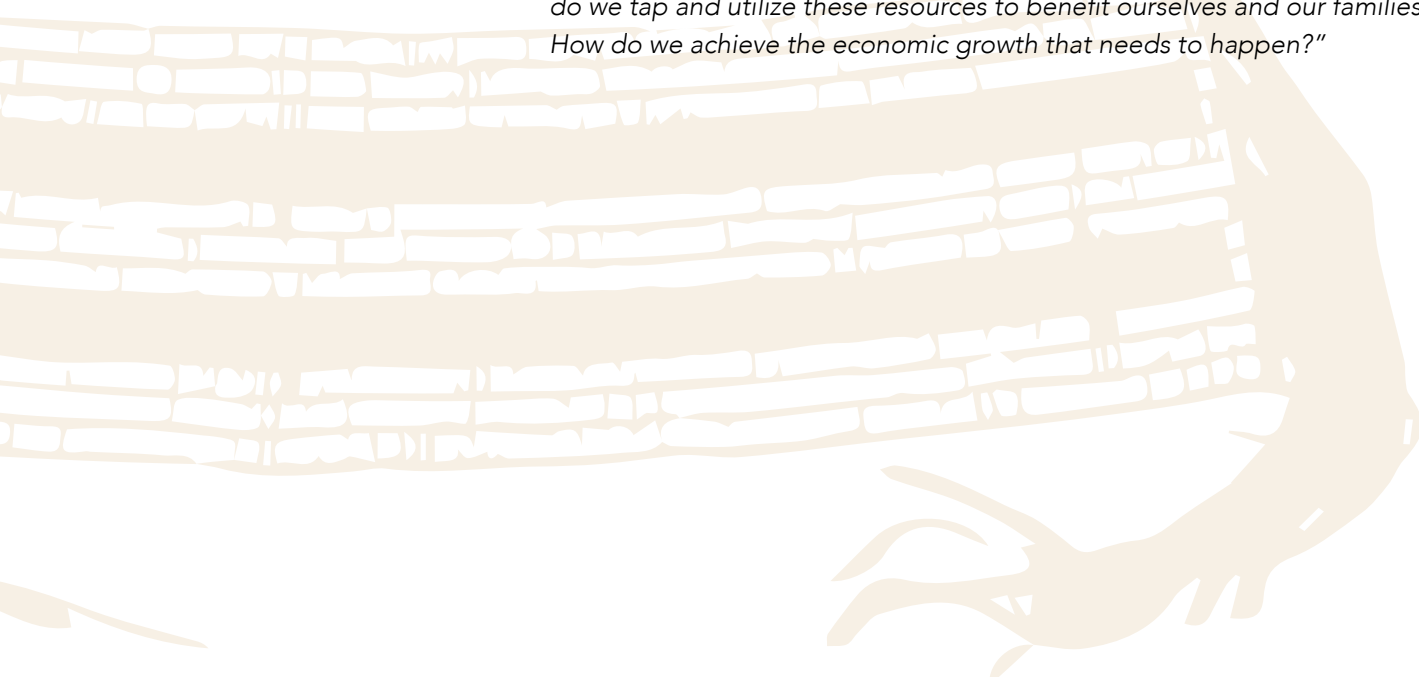 do we tap and utilize these resources to benefit ourselves and our families
How do we achieve the economic growth that needs to happen?”